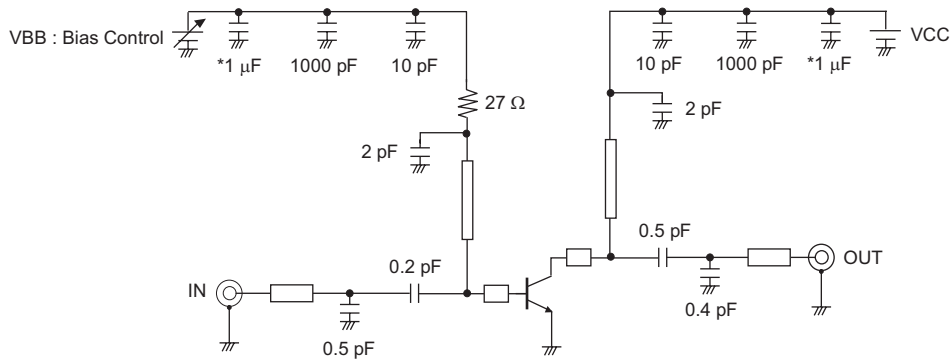 VBB : Bias Control
*1 μF
1000 pF
10 pF
10 pF
1000 pF
*1 μF
VCC
27 Ω
2 pF
2 pF
0.5 pF
0.2 pF
OUT
IN
0.4 pF
0.5 pF